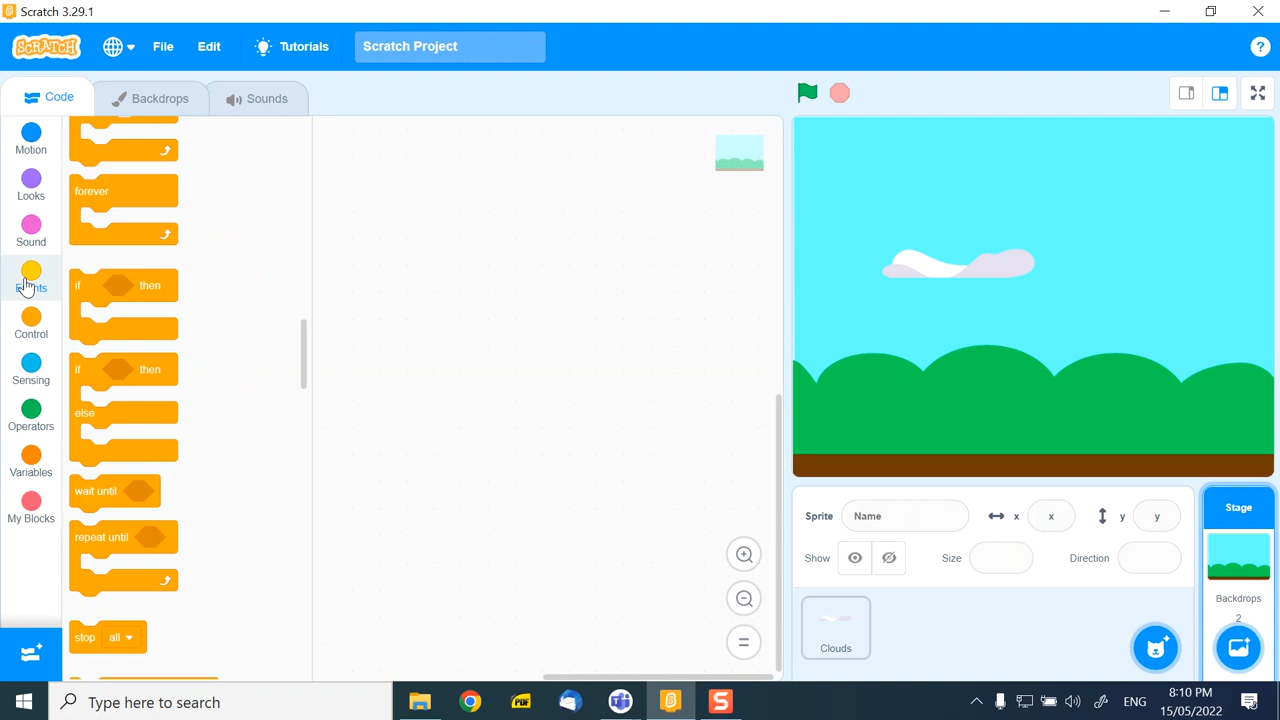 Scratch 3.29.1
SCRATCH
File
Edit
Tutorials
Scratch Project
?
Code
Backdrops
Sounds
Motion
Looks
Sound
Control
Sensing
Operators
Variables
My Blocks
forever
if then
if then
else
wait until
repeat until
stop all
Sprite Name x x y y
Show Size Direction
Clouds
Stage
Backdrops
2
Type here to search
PDF
S
ENG
8:10 PM
15/05/2022